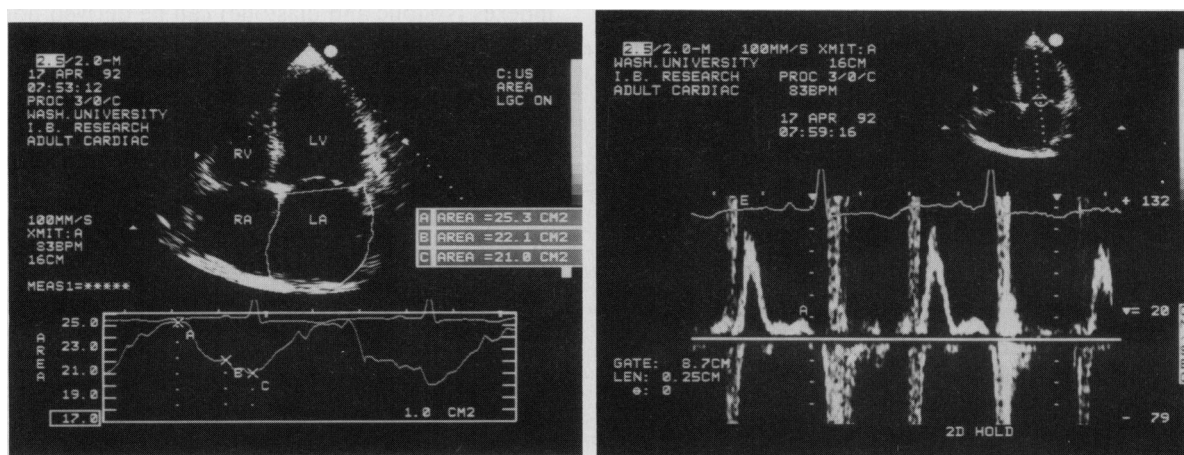 2.5/2.0-M
17 APR 92
07:53:12
PROC 3/0/C
WASH.UNIVERSITY
I.B. RESEARCH
ADULT CARDIAC
C:US
AREA
LGC ON
RV
LV
RA
LA
100MM/S
XMIT:A
83BPM
16CM
MEAS1=*****
A AREA =25.3 CM2
B AREA =22.1 CM2
C AREA =21.0 CM2
AREA
25.0
23.0
21.0
19.0
17.0
A
B
C
1.0 CM2
2.5/2.0-M 100MM/S XMIT:A
WASH.UNIVERSITY 16CM
I.B. RESEARCH PROC 3/0/C
ADULT CARDIAC 83BPM
17 APR 92
07:59:16
E
A
+ 132
= 20
- 79
GATE: 8.7CM
LEN: 0.25CM
2D HOLD